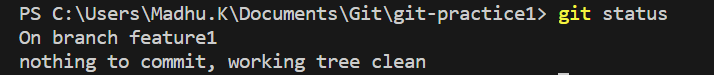 PS C:\Users\Madhu.K\Documents\Git\git-practice1> git status
On branch feature1
nothing to commit, working tree clean